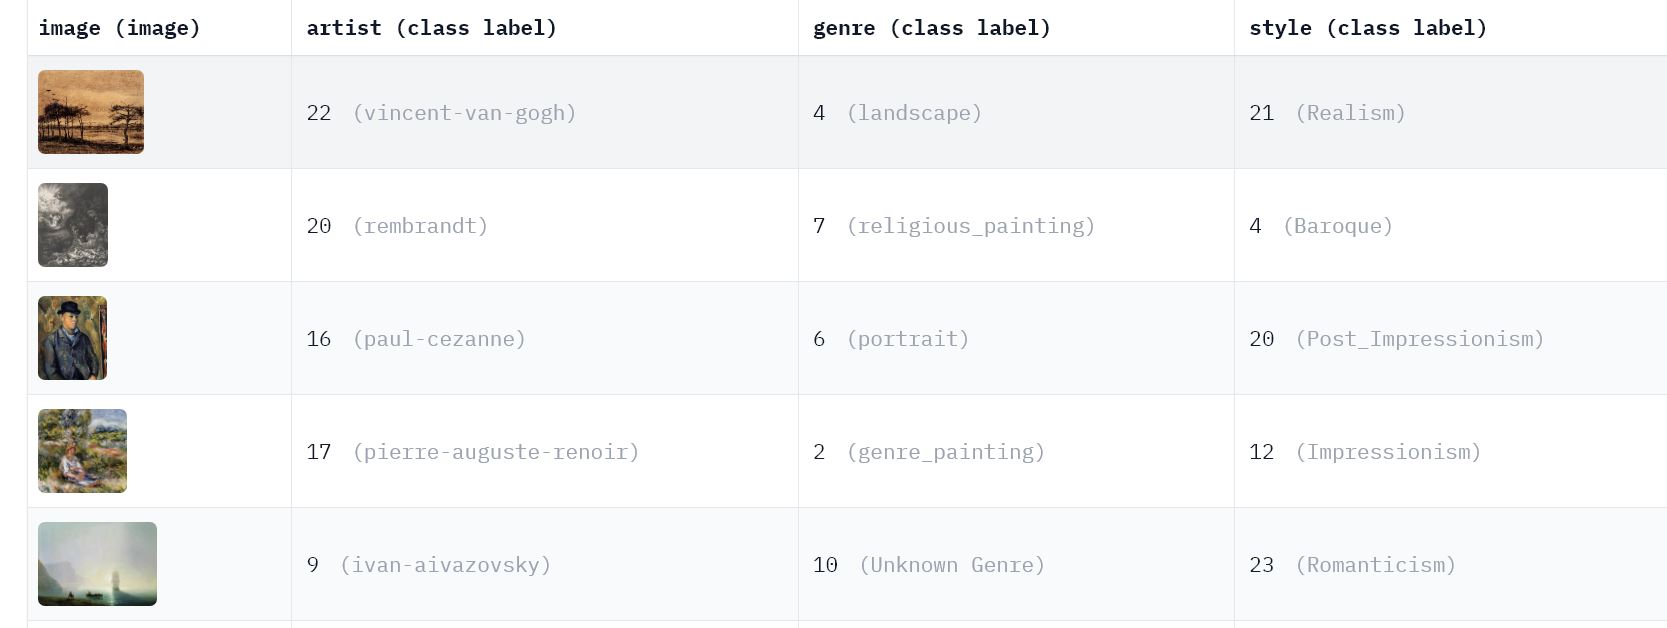 image (image) artist (class label) genre (class label) style (class label)
22 (vincent-van-gogh) 4 (landscape) 21 (Realism)
20 (rembrandt) 7 (religious_painting) 4 (Baroque)
16 (paul-cezanne) 6 (portrait) 20 (Post_Impressionism)
17 (pierre-auguste-renoir) 2 (genre_painting) 12 (Impressionism)
9 (ivan-aivazovsky) 10 (Unknown Genre) 23 (Romanticism)